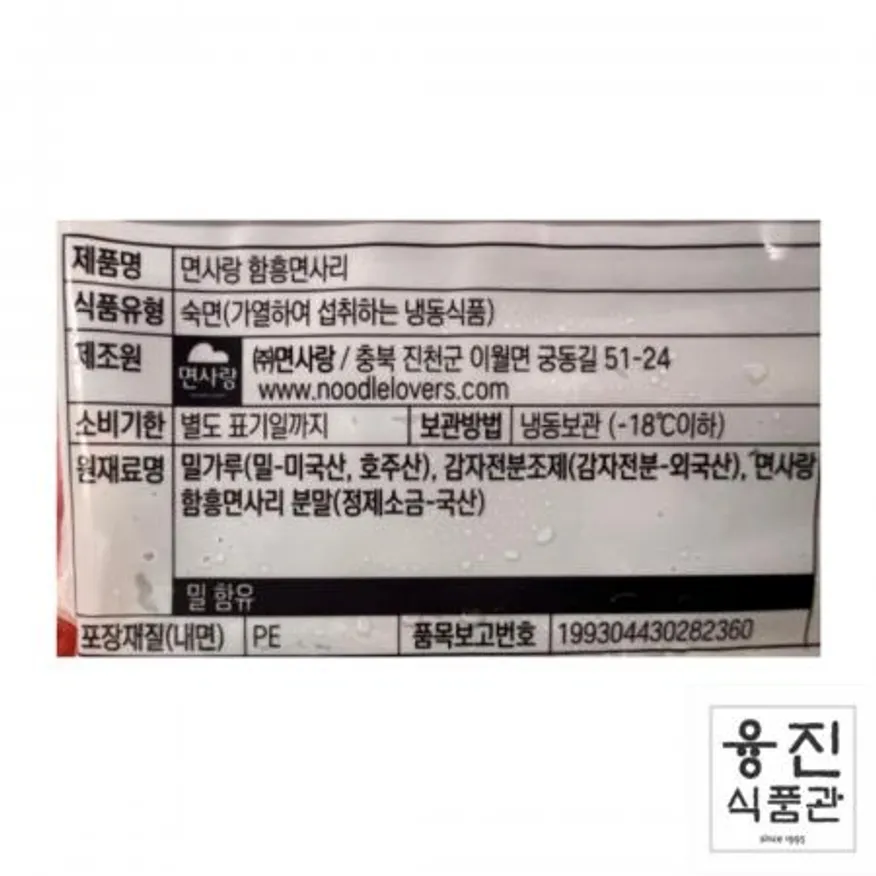 제품명 면사랑 함흥면사리
식품유형 숙면(가열하여 섭취하는 냉동식품)
제조원 면사랑 ㈜면사랑 / 충북 진천군 이월면 궁동길 51-24
www.noodlelovers.com
소비기한 별도 표기일까지 보관방법 냉동보관 (-18℃이하)
원재료명 밀가루(밀-미국산, 호주산), 감자전분조제(감자전분-외국산), 면사랑
함흥면사리 분말(정제소금-국산)
밀 함유
포장재질(내면) PE 품목보고번호 199304430282360
웅진
식품관
since 1995